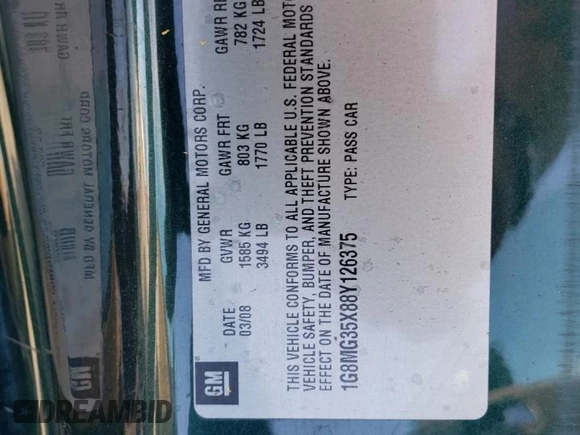 GM
MFD BY GENERAL MOTORS CORP.
DATE GVWR GAWR FRT GAWR RR
03/08 1585 KG 803 KG 782 KG
3494 LB 1770 LB 1724 LB
THIS VEHICLE CONFORMS TO ALL APPLICABLE U.S. FEDERAL MOTOR
VEHICLE SAFETY, BUMPER, AND THEFT PREVENTION STANDARDS
EFFECT ON THE DATE OF MANUFACTURE SHOWN ABOVE.
1G8MG35X88Y126375 TYPE: PASS CAR
DREAMBID